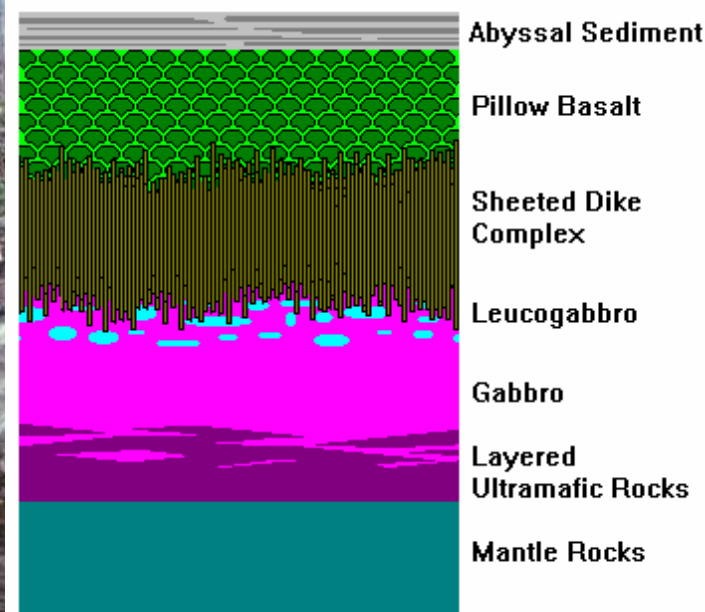 Abyssal Sediment
Pillow Basalt
Sheeted Dike
Complex
Leucogabbro
Gabbro
Layered
Ultramafic Rocks
Mantle Rocks